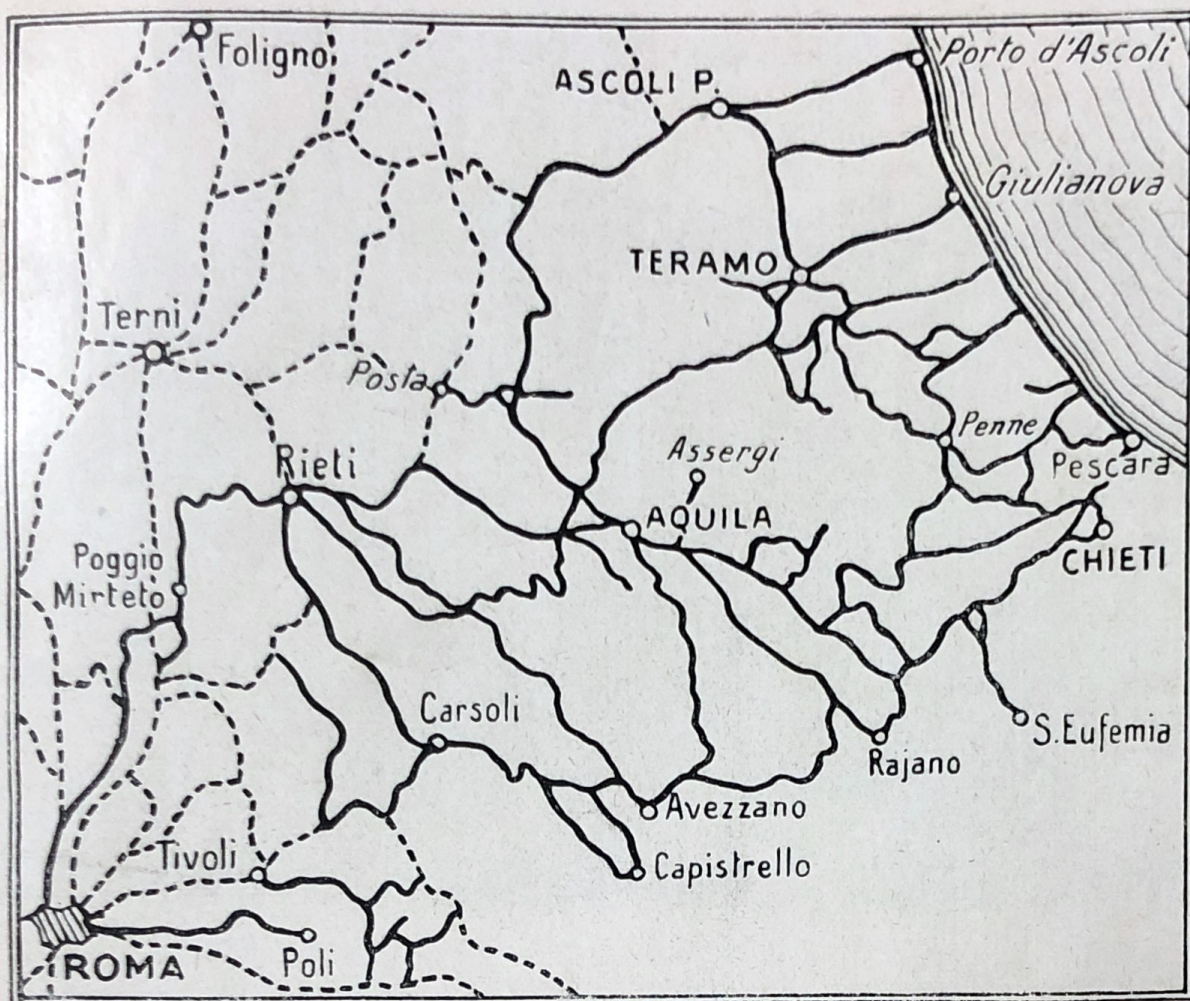 Foligno
Porto d'Ascoli
ASCOLI P.
Giulianova
TERAMO
Terni
Posta
Penne
Assergi
Pescara
Rieti
AQUILA
CHIETI
Poggio
Mirteto
Carsoli
S. Eufemia
Rajano
Avezzano
Tivoli
Capistrello
Poli
ROMA